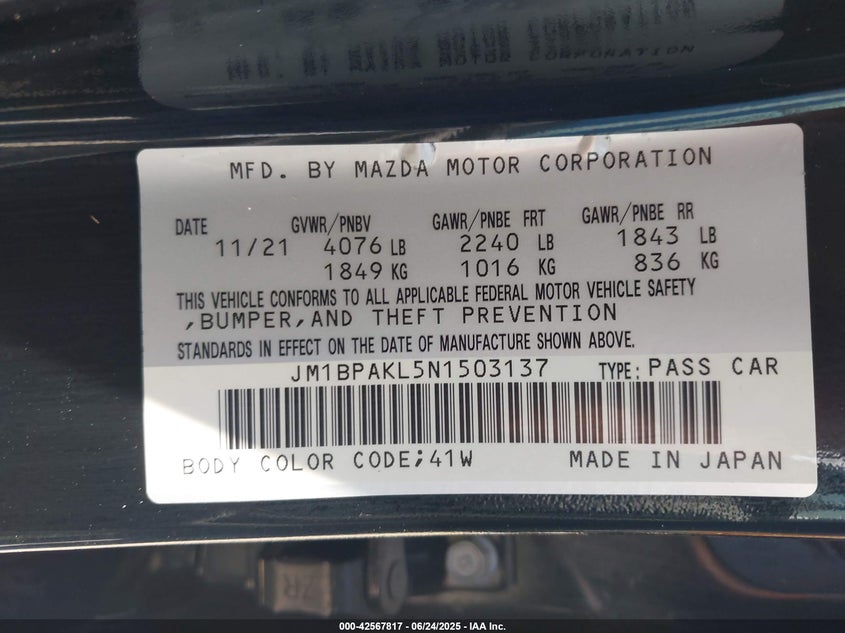 MFD. BY MAZDA MOTOR CORPORATION
DATE GVWR/PNBV GAWR/PNBE FRT GAWR/PNBE RR
11/21 4076 LB 2240 LB 1843 LB
1849 KG 1016 KG 836 KG
THIS VEHICLE CONFORMS TO ALL APPLICABLE FEDERAL MOTOR VEHICLE SAFETY
,BUMPER,AND THEFT PREVENTION
STANDARDS IN EFFECT ON THE DATE OF MANUFACTURE SHOWN ABOVE.
JM1BPAKL5N1503137 TYPE: PASS CAR
BODY COLOR CODE;41W MADE IN JAPAN
ZR
000-42567817 - 06/24/2025 - IAA Inc.